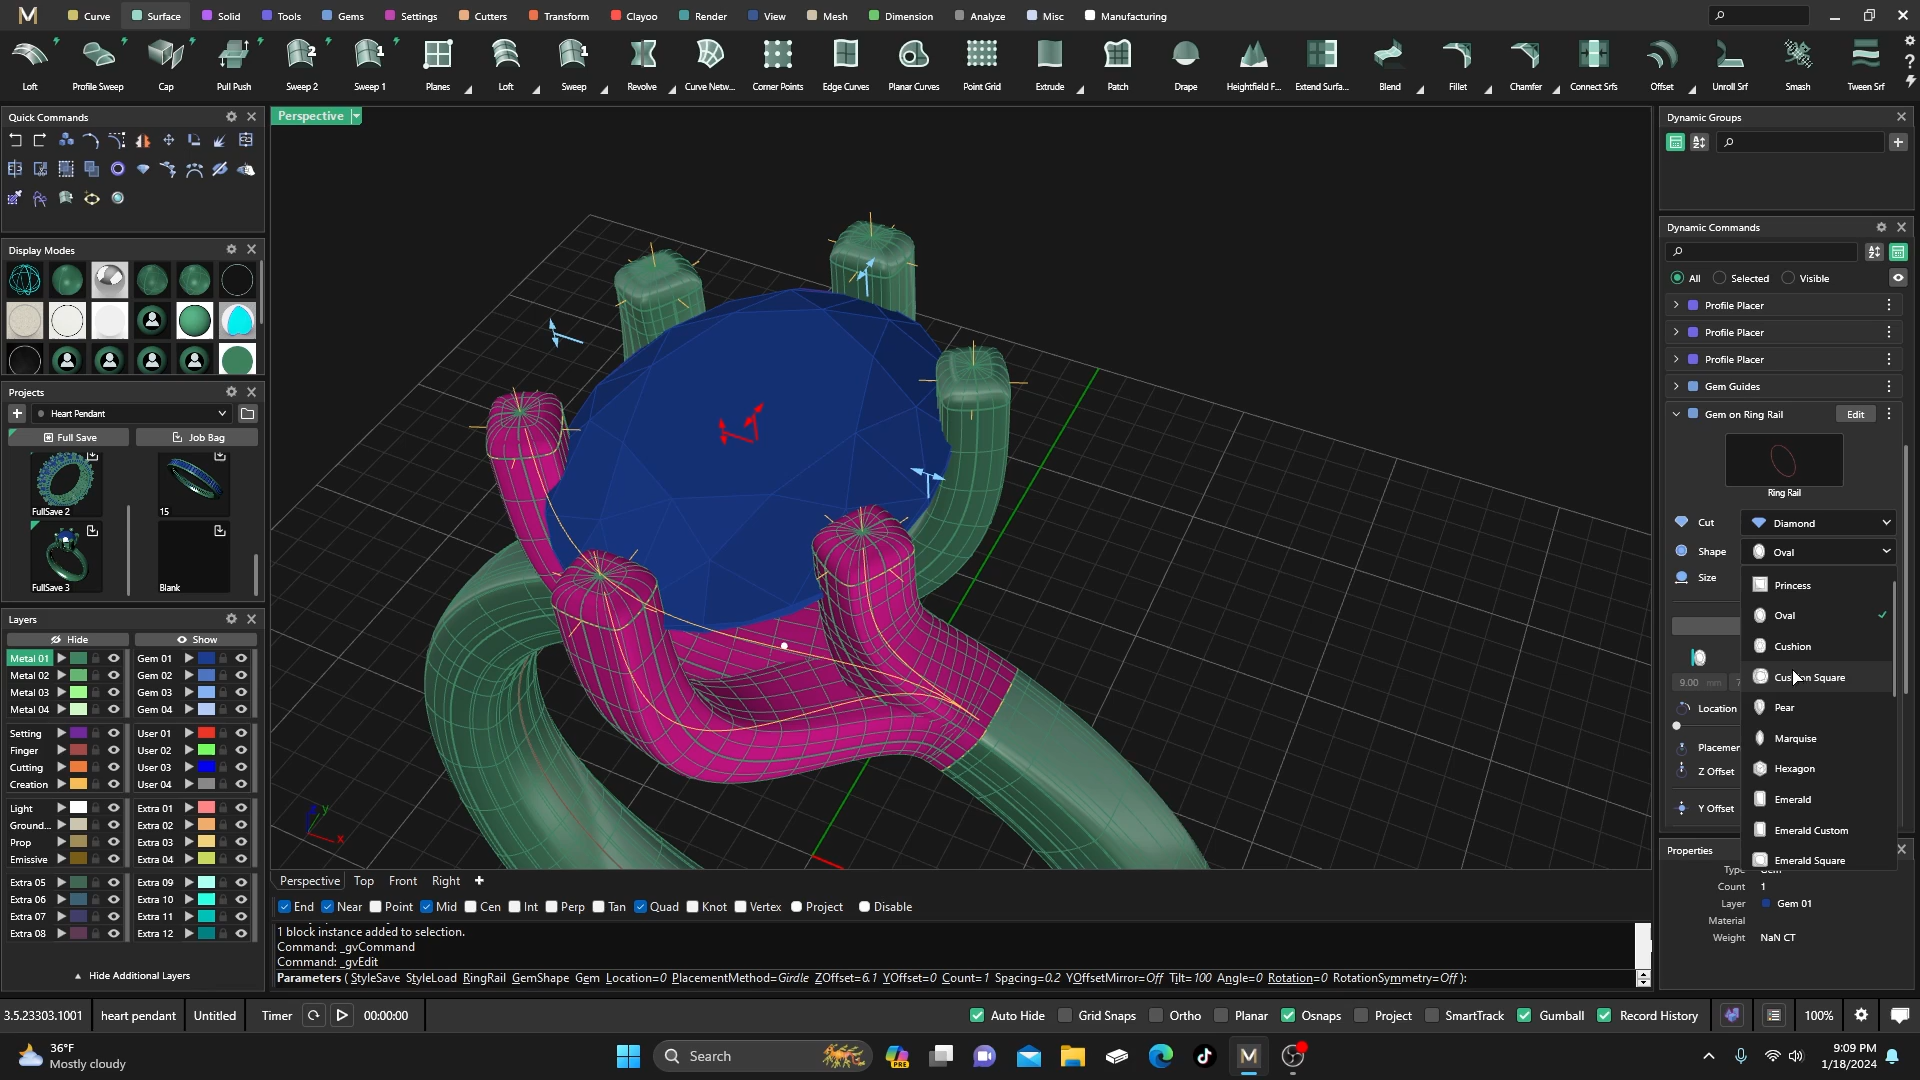 Curve Surface Solid Tools Gems Settings Cutters Transform Clayoo Render View Mesh Dimension Analyze Misc Manufacturing
Loft Profile Sweep Cap Pull Push Sweep 2 Sweep 1 Planes Loft Sweep Revolve Curve Netw... Corner Points Edge Curves Planar Curves Point Grid Extrude Patch Drape Heightfield F... Extend Surfa... Blend Fillet Chamfer Connect Srfs Offset Unroll Srf Smash Tween Srf
Quick Commands
Display Modes
Projects
Heart Pendant
Full Save Job Bag
FullSave 2 15
FullSave 3 Blank
Layers
Hide Show
Metal 01 Gem 01
Metal 02 Gem 02
Metal 03 Gem 03
Metal 04 Gem 04
Setting User 01
Finger User 02
Cutting User 03
Creation User 04
Light Extra 01
Ground... Extra 02
Prop Extra 03
Emissive Extra 04
Extra 05 Extra 09
Extra 06 Extra 10
Extra 07 Extra 11
Extra 08 Extra 12
Hide Additional Layers
Perspective
x
y
Perspective Top Front Right
End Near Point Mid Cen Int Perp Tan Quad Knot Vertex Project Disable
1 block instance added to selection.
Command: _gvCommand
Command: _gvEdit
Parameters ( StyleSave StyleLoad RingRail GemShape Gem Location=0 PlacementMethod=Girdle ZOffset=6.1 YOffset=0 Count=1 Spacing=0.2 YOffsetMirror=Off Tilt=100 Angle=0 Rotation=0 RotationSymmetry=Off ):
Dynamic Groups
Dynamic Commands
All Selected Visible
Profile Placer
Profile Placer
Profile Placer
Gem Guides
Gem on Ring Rail Edit
Ring Rail
Cut Diamond
Shape Oval
Size
Princess
Oval
Cushion
Cushion Square
Pear
Marquise
Hexagon
Emerald
Emerald Custom
Emerald Square
9.00 mm 7
Location
Placemen
Z Offset
Y Offset
Properties
Type Gem
Count 1
Layer Gem 01
Material
Weight NaN CT
3.5.23303.1001 heart pendant Untitled Timer 00:00:00 Auto Hide Grid Snaps Ortho Planar Osnaps Project SmartTrack Gumball Record History 100%
36°F
Mostly cloudy
Search
PRE
9:09 PM
1/18/2024